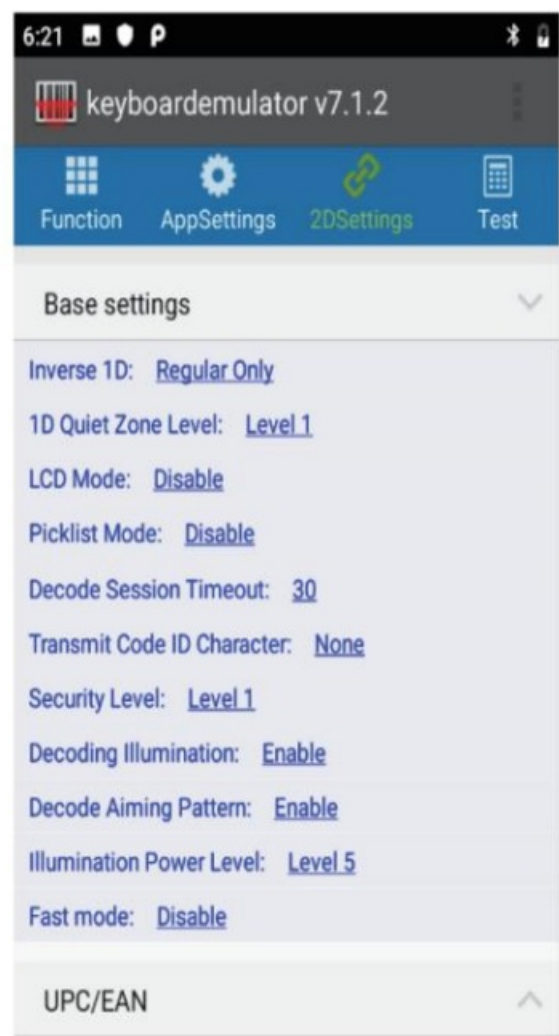 6:21
keyboardemulator v7.1.2
Function AppSettings 2DSettings Test
Base settings
Inverse 1D: Regular Only
1D Quiet Zone Level: Level 1
LCD Mode: Disable
Picklist Mode: Disable
Decode Session Timeout: 30
Transmit Code ID Character: None
Security Level: Level 1
Decoding Illumination: Enable
Decode Aiming Pattern: Enable
Illumination Power Level: Level 5
Fast mode: Disable
UPC/EAN